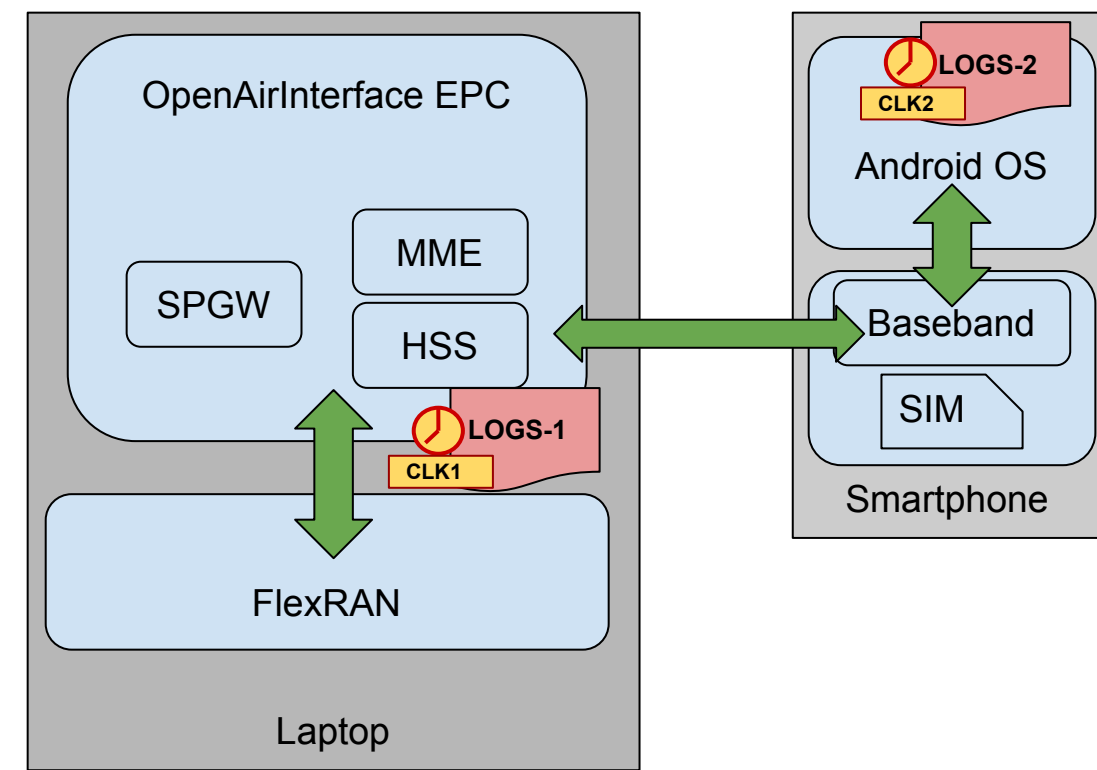 OpenAirInterface EPC
MME
SPGW
HSS
LOGS-1
CLK1
FlexRAN
Laptop
LOGS-2
CLK2
Android OS
Baseband
SIM
Smartphone